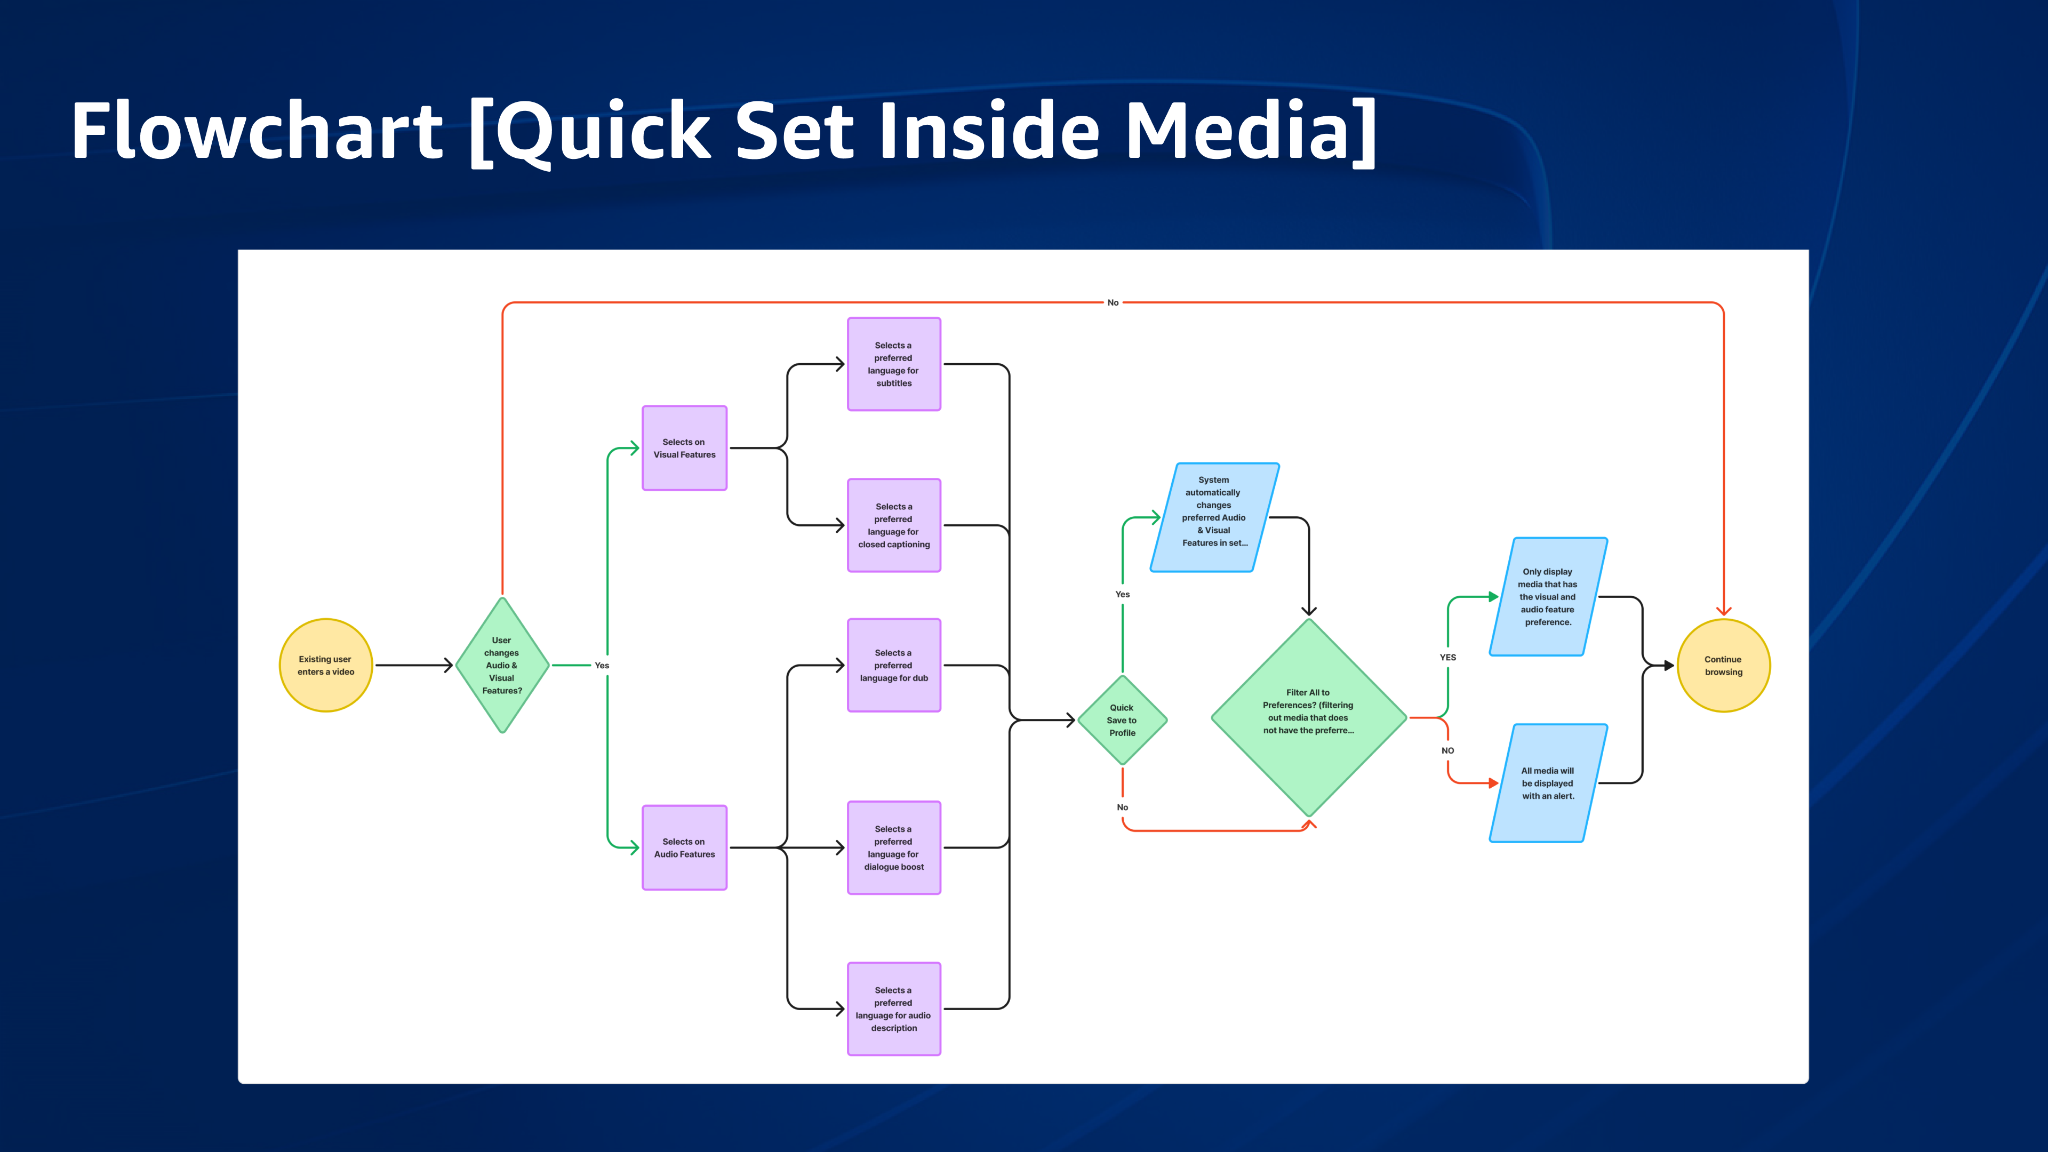 Flowchart [Quick Set Inside Media]
No
Existing user
enters a video
User
changes
Audio &
Visual
Features?
Yes
Selects on
Visual Features
Selects on
Audio Features
Selects a
preferred
language for
subtitles
Selects a
preferred
language for
closed captioning
Selects a
preferred
language for dub
Selects a
preferred
language for
dialogue boost
Selects a
preferred
language for audio
description
Quick
Save to
Profile
Yes
No
System
automatically
changes
preferred Audio
& Visual
Features in set...
Filter All to
Preferences? (filtering
out media that does
not have the preferre...
YES
NO
Only display
media that has
the visual and
audio feature
preference.
All media will
be displayed
with an alert.
Continue
browsing